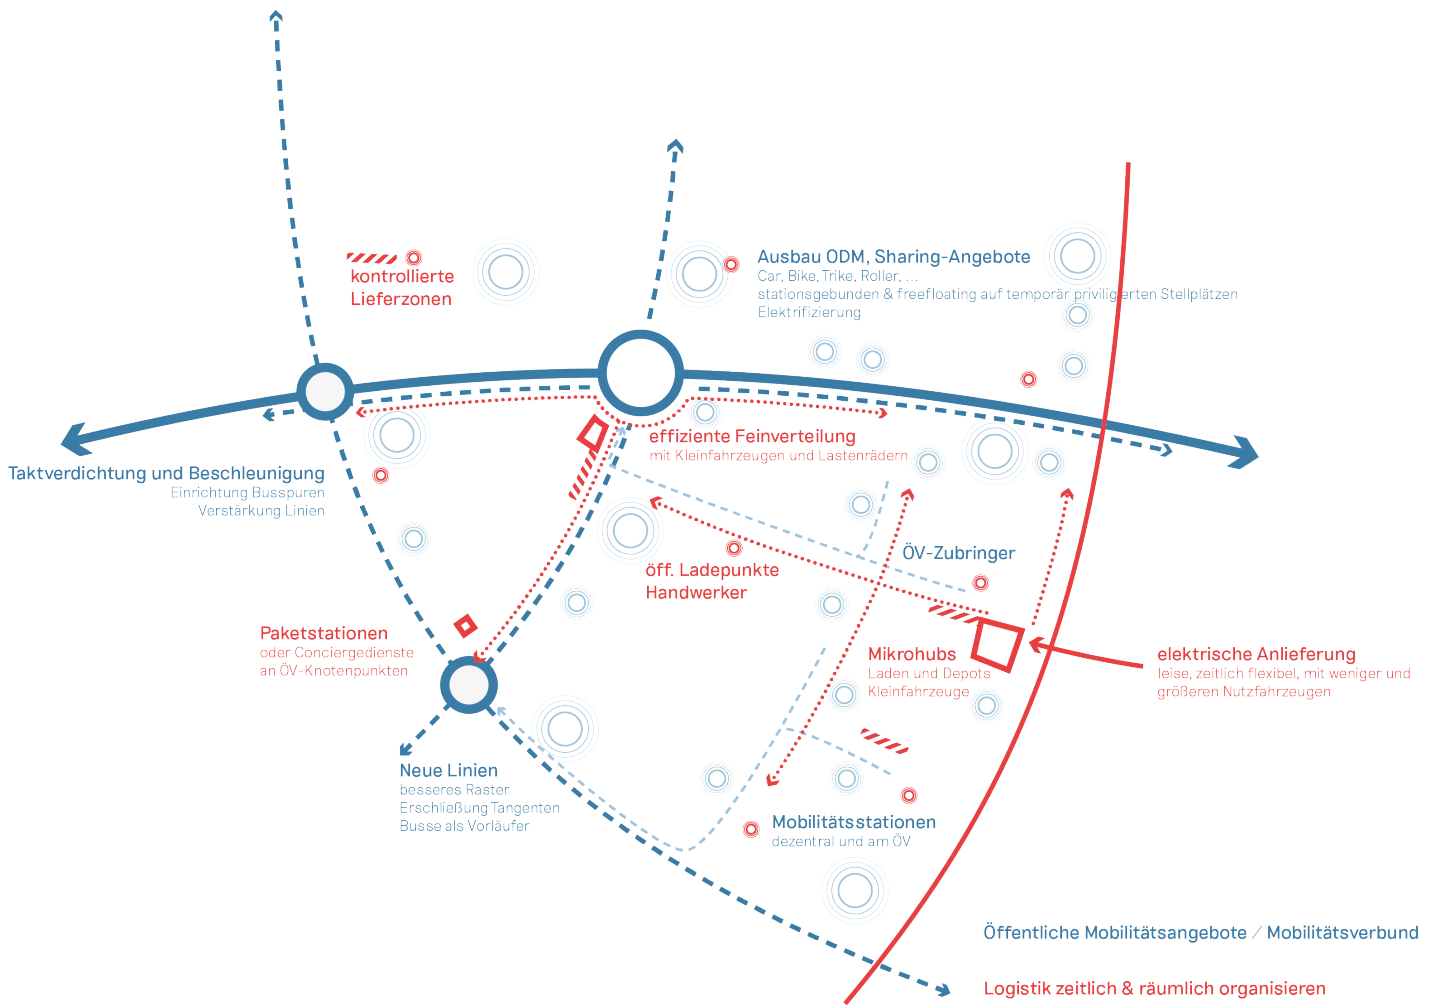 Ausbau ODM, Sharing-Angebote
Car, Bike, Trike, Roller, ...
stationsgebunden & freefloating auf temporär priviligierten Stellplätzen
Elektrifizierung
kontrollierte
Lieferzonen
effiziente Feinverteilung
mit Kleinfahrzeugen und Lastenrädern
Taktverdichtung und Beschleunigung
Einrichtung Busspuren
Verstärkung Linien
ÖV-Zubringer
öff. Ladepunkte
Handwerker
Paketstationen
oder Conciergedienste
an ÖV-Knotenpunkten
Mikrohubs
Laden und Depots
Kleinfahrzeuge
elektrische Anlieferung
leise, zeitlich flexibel, mit weniger und
größeren Nutzfahrzeugen
Neue Linien
besseres Raster
Erschließung Tangenten
Busse als Vorläufer
Mobilitätsstationen
dezentral und am ÖV
Öffentliche Mobilitätsangebote / Mobilitätsverbund
Logistik zeitlich & räumlich organisieren